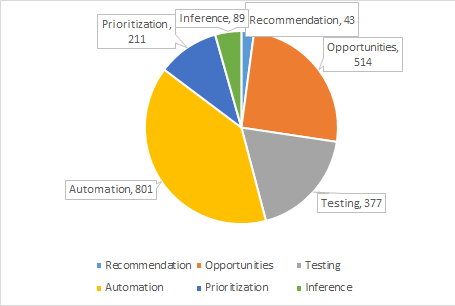 Inference, 89
Recommendation, 43
Prioritization,
211
Opportunities,
514
Automation, 801
Testing, 377
Recommendation Opportunities Testing
Automation Prioritization Inference